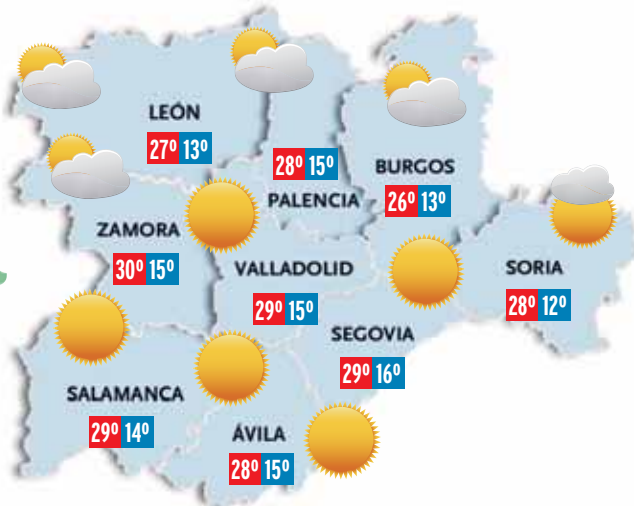 LEÓN
27º 13º
28º 15º
PALENCIA
BURGOS
26º 13º
ZAMORA
30º 15º
VALLADOLID
29º 15º
SORIA
28º 12º
SEGOVIA
29º 16º
SALAMANCA
29º 14º
ÁVILA
28º 15º